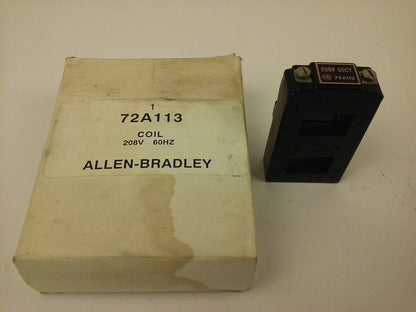 1
72A113
COIL
208V 60HZ
ALLEN-BRADLEY
208V 60CY
72A113